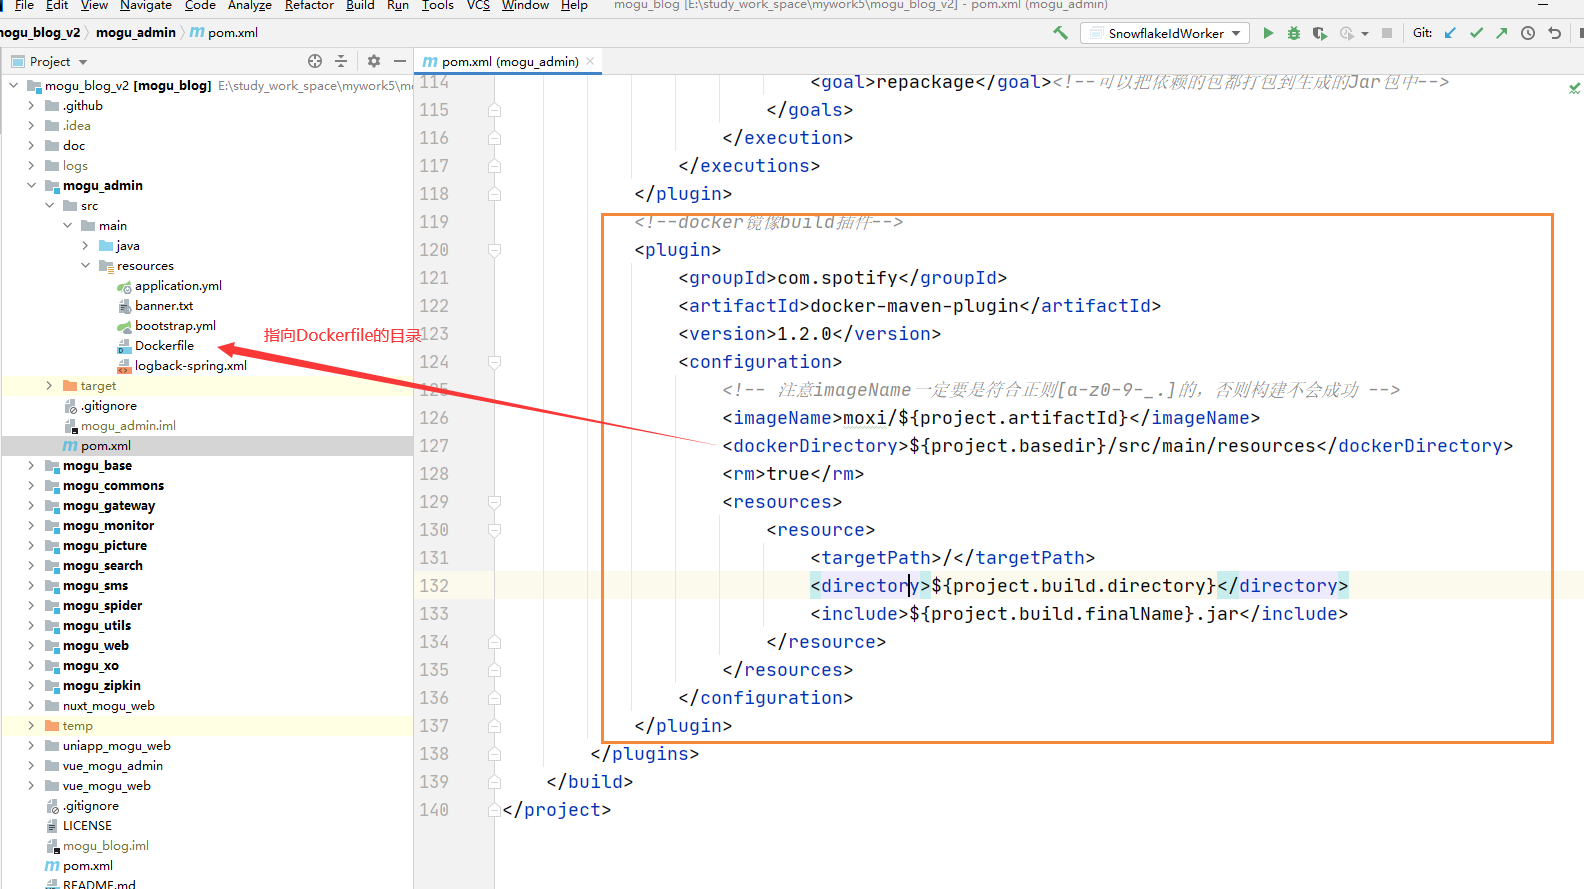 File Edit View Navigate Code Analyze Refactor Build Run Tools VCS Window Help mogu_blog [E:\study_work_space\mywork5\mogu_blog_v2] - pom.xml (mogu_admin)
mogu_blog_v2 mogu_admin pom.xml SnowflakeIdWorker Git:
Project
pom.xml (mogu_admin)
mogu_blog_v2 [mogu_blog] E:\study_work_space\mywork5\m
.github
.idea
doc
logs
mogu_admin
src
main
java
resources
application.yml
banner.txt
bootstrap.yml
Dockerfile
logback-spring.xml
target
.gitignore
mogu_admin.iml
pom.xml
mogu_base
mogu_commons
mogu_gateway
mogu_monitor
mogu_picture
mogu_search
mogu_sms
mogu_spider
mogu_utils
mogu_web
mogu_xo
mogu_zipkin
nuxt_mogu_web
temp
uniapp_mogu_web
vue_mogu_admin
vue_mogu_web
.gitignore
LICENSE
mogu_blog.iml
pom.xml
README.md
指向Dockerfile的目录
114 <goal>repackage</goal><!--可以把依赖的包都打包到生成的Jar包中-->
115 </goals>
116 </execution>
117 </executions>
118 </plugin>
119 <!--docker镜像build插件-->
120 <plugin>
121 <groupId>com.spotify</groupId>
122 <artifactId>docker-maven-plugin</artifactId>
123 <version>1.2.0</version>
124 <configuration>
125 <!-- 注意imageName一定要是符合正则[a-z0-9-_.]的，否则构建不会成功 -->
126 <imageName>moxi/${project.artifactId}</imageName>
127 <dockerDirectory>${project.basedir}/src/main/resources</dockerDirectory>
128 <rm>true</rm>
129 <resources>
130 <resource>
131 <targetPath>/</targetPath>
132 <directory>${project.build.directory}</directory>
133 <include>${project.build.finalName}.jar</include>
134 </resource>
135 </resources>
136 </configuration>
137 </plugin>
138 </plugins>
139 </build>
140 </project>